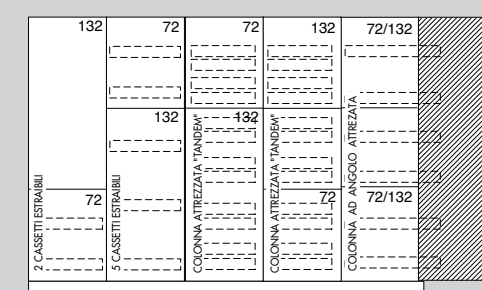 132
72
72
132
72/132
132
132
72
72
72/132
2 CASSETTI ESTRAIBILI
5 CASSETTI ESTRAIBILI
COLONNA ATTREZZATA "TANDEM"
COLONNA ATTREZZATA "TANDEM"
COLONNA AD ANGOLO ATTREZATA